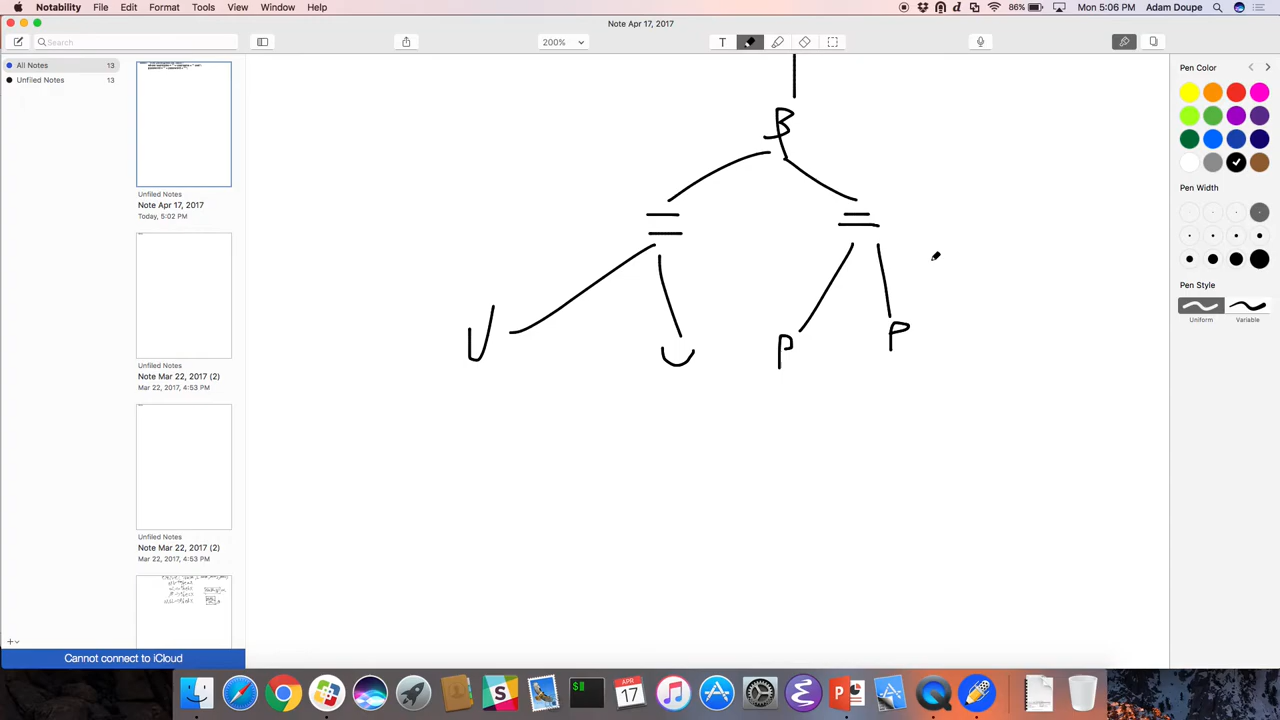 Notability File Edit Format Tools View Window Help 86% Mon 5:06 PM Adam Doupe
Note Apr 17, 2017
Search
200%
T
All Notes 13
Unfiled Notes 13
Unfiled Notes
Note Apr 17, 2017
Today, 5:02 PM
Unfiled Notes
Note Mar 22, 2017 (2)
Mar 22, 2017, 4:53 PM
Unfiled Notes
Note Mar 22, 2017 (2)
Mar 22, 2017, 4:53 PM
Cannot connect to iCloud
B
= =
U U P P
Pen Color
Pen Width
Pen Style
Uniform Variable
APR
17